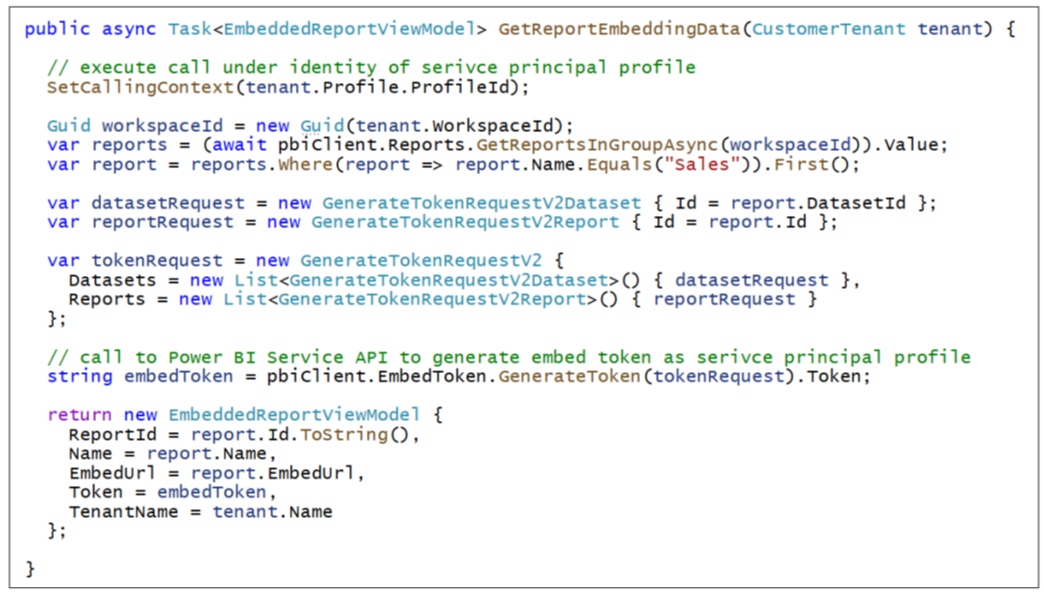 public async Task<EmbeddedReportViewModel> GetReportEmbeddingData(CustomerTenant tenant) {
// execute call under identity of serivce principal profile
SetCallingContext(tenant.Profile.ProfileId);
Guid workspaceId = new Guid(tenant.WorkspaceId);
var reports = (await pbiClient.Reports.GetReportsInGroupAsync(workspaceId)).Value;
var report = reports.Where(report => report.Name.Equals("Sales")).First();
var datasetRequest = new GenerateTokenRequestV2Dataset { Id = report.DatasetId };
var reportRequest = new GenerateTokenRequestV2Report { Id = report.Id };
var tokenRequest = new GenerateTokenRequestV2 {
Datasets = new List<GenerateTokenRequestV2Dataset>() { datasetRequest },
Reports = new List<GenerateTokenRequestV2Report>() { reportRequest }
};
// call to Power BI Service API to generate embed token as serivce principal profile
string embedToken = pbiClient.EmbedToken.GenerateToken(tokenRequest).Token;
return new EmbeddedReportViewModel {
ReportId = report.Id.ToString(),
Name = report.Name,
EmbedUrl = report.EmbedUrl,
Token = embedToken,
TenantName = tenant.Name
};
}